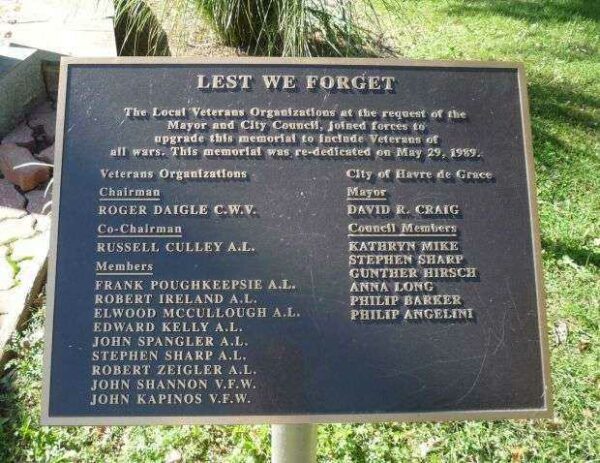 LEST WE FORGET
The Local Veterans Organizations at the request of the
Mayor and City Council, joined forces to
upgrade this memorial to include Veterans of
all wars. This memorial was re-dedicated on May 29, 1989.
Veterans Organizations
Chairman
ROGER DAIGLE C.W.V.
Co-Chairman
RUSSELL CULLEY A.L.
Members
FRANK POUGHKEEPSIE A.L.
ROBERT IRELAND A.L.
ELWOOD MCCULLOUGH A.L.
EDWARD KELLY A.L.
JOHN SPANGLER A.L.
STEPHEN SHARP A.L.
ROBERT ZEIGLER A.L.
JOHN SHANNON V.F.W.
JOHN KAPINOS V.F.W.
City of Havre de Grace
Mayor
DAVID R. CRAIG
Council Members
KATHRYN MIKE
STEPHEN SHARP
GUNTHER HIRSCH
ANNA LONG
PHILIP BARKER
PHILIP ANGELINI